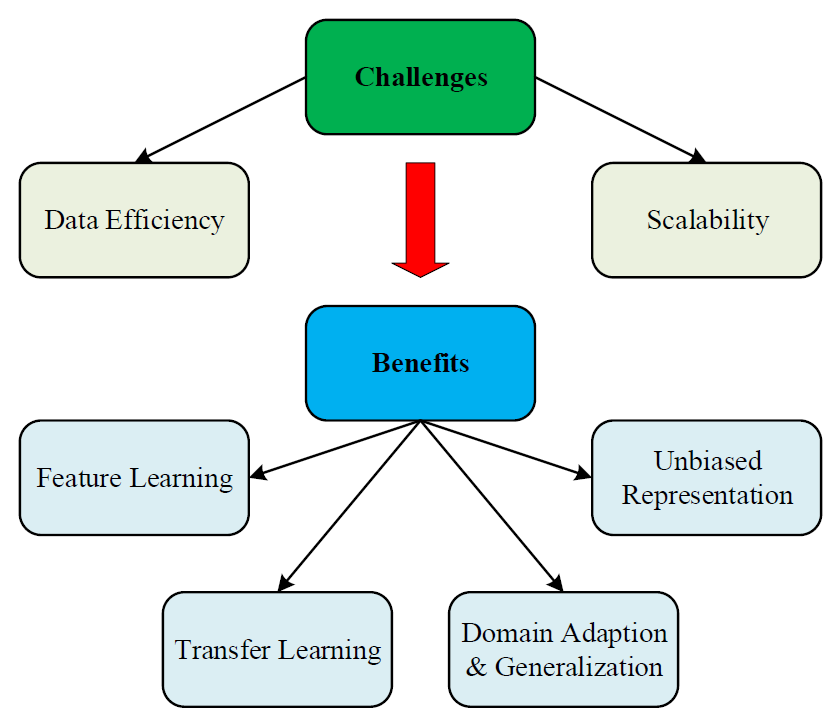 Challenges
Data Efficiency
Scalability
Benefits
Feature Learning
Unbiased
Representation
Transfer Learning
Domain Adaption
& Generalization